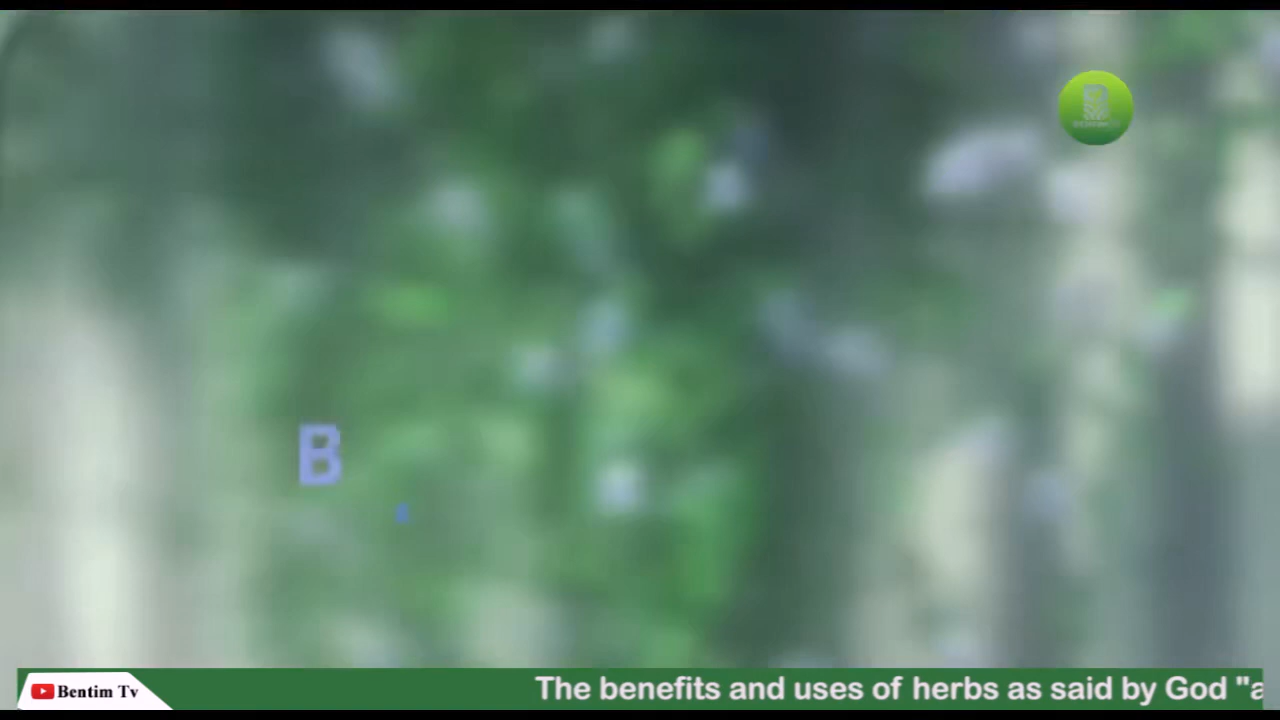 B
Bentim Tv
The benefits and uses of herbs as said by God "a